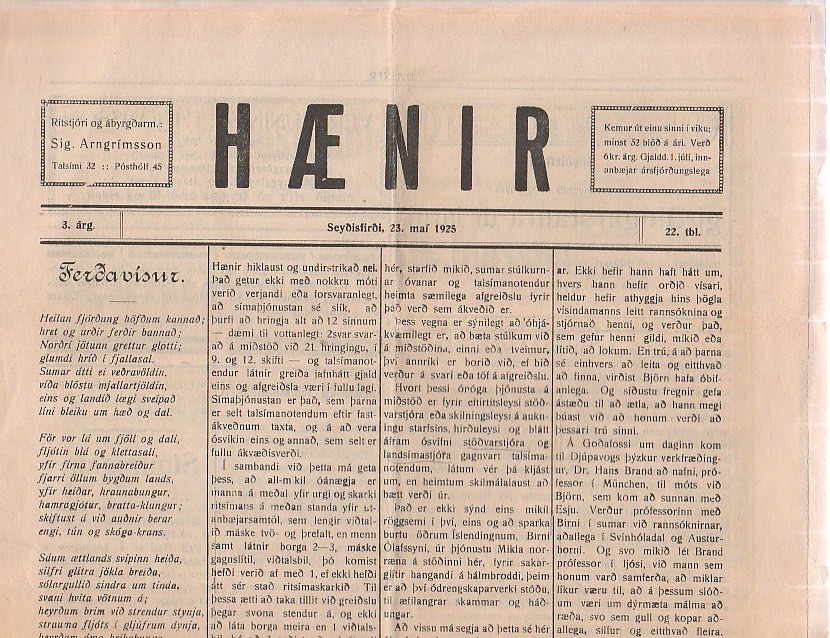 Ritstjóri og ábyrgðarm.:
Sig. Arngrímsson
Talsími 32 :: Pósthólf 45
HÆNIR
Kemur út einu sinni í viku;
minst 52 blöð á ári. Verð
6 kr. árg. Gjaldd. 1. júlí, inn-
anbæjar ársfjórðungslega
3. árg.
Seyðisfirði, 23. maí 1925
22. tbl.
Ferðavísur.
Heilan fjórðung höfðum kannað;
hret og urðir ferðir bannað;
Norðri jötunn grettur glotti;
glumdi hríð í fjallasal.
Sumar átti ei veðravöldin,
víða blöstu mjallartjöldin,
eins og landið lægi sveipað
líni bleiku um hæð og dal.
För vor lá um fjöll og dali,
fljótin blá og klettasali,
yfir firna fannabreiður
fjarri öllum bygðum lands,
yfir heiðar, hraunabungur,
hamragjótur, bratta-klungur;
skiftust á við auðnir berar
engi, tún og skóga-krans.
Sáum ættlands svipinn heiða,
silfri glitra jökla breiða,
sólargullið sindra um tinda,
svani hvíta vötnum á;
heyrðum brim við strendur stynja,
strauma fljóts í gljúfrum dynja,
Hænir hiklaust og undirstrikað nei.
Það getur ekki með nokkru móti
verið verjandi eða forsvaranlegt,
að símaþjónustan sé slík, að
þurfi að hringja alt að 12 sinnum
— dæmi til vottanlegt: 2svar svar-
að á miðstöð við 21 hringingu, í
9. og 12. skifti — og talsímanot-
endur látnir greiða jafnhátt gjald
eins og afgreiðsla væri í fullu lagi.
Símaþjónustan er það, sem þarna
er selt talsímanotendum eftir fast-
ákveðnum taxta, og á að vera
ósvikin eins og annað, sem selt er
fullu ákvæðisverði.
Í sambandi við þetta má geta
þess, að all-mikil óánægja er
manna á meðal yfir urgi og skarki
ritsímans á meðan standa yfir ut-
anbæjarsamtöl, sem lengir viðtal-
ið máske tvö- og þrefalt, en menn
samt látnir borga 2—3, máske
gagnslítil, viðtalsbil, þó komist
hefði verið af með 1, ef ekki hefði
átt sér stað ritsímaskarkið Til
þessa ætti að taka tillit við greiðslu
þegar svona stendur á, og ekki
að láta borga meira en 1 viðtals-
hér, starfið mikið, sumar stúlkurn-
ar óvanar og talsímanotendur
heimta sæmilega afgreiðslu fyrir
það verð sem ákveðið er.
Þess vegna er sýnilegt að óhjá-
kvæmilegt er, að bæta stúlkum við
á miðstöðina, einni eða tveimur,
því annríki er borið við, ef bið
verður á svari eða töf á afgreiðslu.
Hvort þessi ónóga þjónusta á
miðstöð er fyrir eftirtitsleysi stöð-
varstjóra eða skilningsleysi á aukn-
ingu starfsins, hirðuleysi og blátt
áfram ósvífni stöðvarstjóra og
landsímastjóra gagnvart talsíma-
notendum, látum vér þá kljást
um, en heimtum skilmálalaust að
bætt verði úr.
Það er ekki sýnd eins mikil
röggsemi í því, eins og að sparka
burtu öðrum Íslendingnum, Birni
Ólafssyni, úr þjónustu Mikla nor-
ræna á stöðinni hér, fyrir sakar-
giftir hangandi á hálmbroddi, þeim
er að því ódrengskaparverki stóðu,
til æfilangrar skammar og háð-
ungar.
Að vissu má segja að þetta sé hér
ar. Ekki hefir hann haft hátt um,
hvers hann hefir orðið vísari,
heldur hefir athyggja hins þögla
vísindamanns leitt rannsóknina og
stjórnað henni, og verður það,
sem gefur henni gildi, mikið eða
lítið, að lokum. En trú, á að þarna
sé einhvers að leita og eitthvað
að finna, virðist Björn hafa óbif-
anlega. Og síðustu fregnir gefa
ástæðu til að ætla, að hann megi
búast við að henum verði að
þessari trú sinni.
Á Goðafossi um daginn kom
til Djúpavogs þýzkur verkfræðing-
ur, Dr. Hans Brand að nafni, pró-
fessor í München, til móts við
Björn, sem kom að sunnan með
Esju. Verður prófessorinn með
Birni í sumar við rannsóknirnar,
aðallega í Svínhóladal og Austur-
horni. Og svo mikið lét Brand
prófessor í ljósi, við mann sem
honum varð samferða, að miklar
líkur væru til, að á þessum slóð-
um væri um dýrmæta málma að
ræða, svo sem gull og kopar að-
allega, silfur og eitthvað fleira.